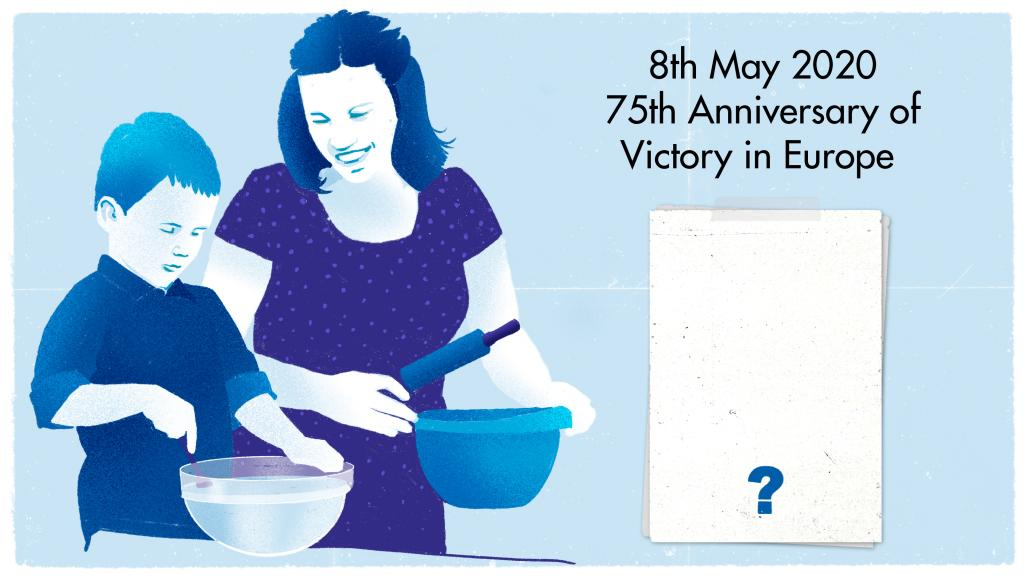 8th May 2020
75th Anniversary of
Victory in Europe
?